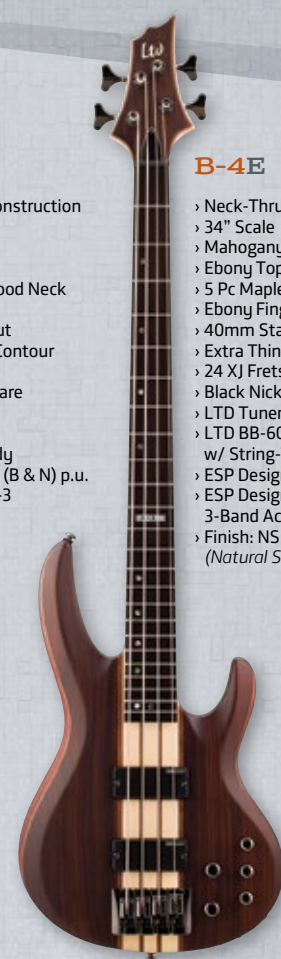 Ltd
onstruction
ood Neck
ut
Contour
are
dy
(B & N) p.u.
-3
B-4E
› Neck-Thru
› 34" Scale
› Mahogany
› Ebony Top
› 5 Pc Maple
› Ebony Fing
› 40mm Sta
› Extra Thin
› 24 XJ Frets
› Black Nick
› LTD Tuner
› LTD BB-60
w/ String-
› ESP Design
› ESP Design
3-Band Ac
› Finish: NS
(Natural S